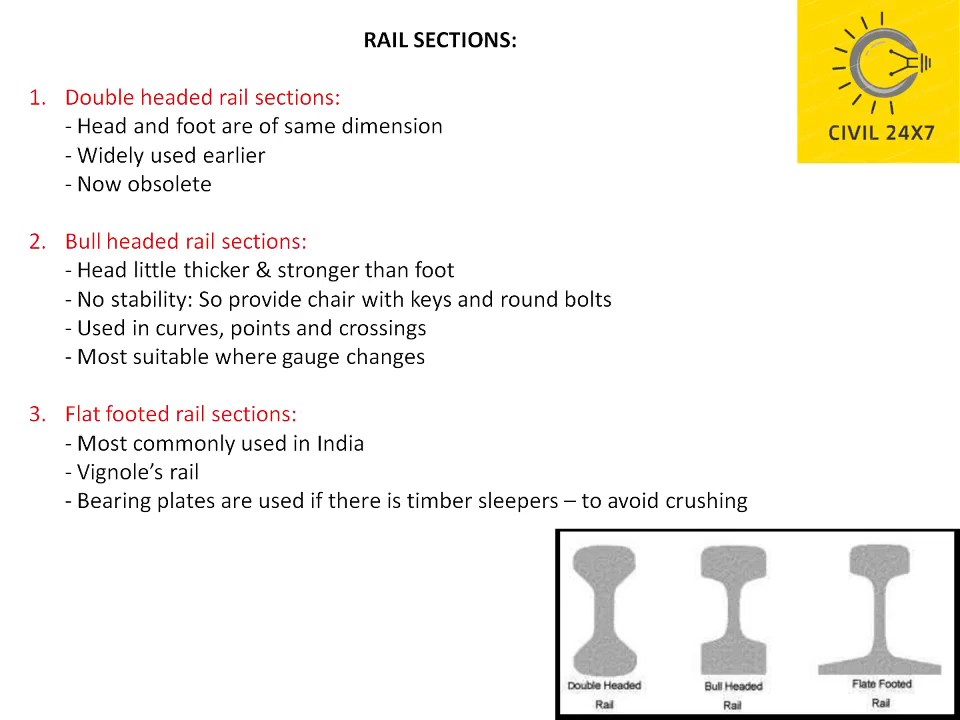 RAIL SECTIONS:
CIVIL 24X7
1. Double headed rail sections:
- Head and foot are of same dimension
- Widely used earlier
- Now obsolete
2. Bull headed rail sections:
- Head little thicker & stronger than foot
- No stability: So provide chair with keys and round bolts
- Used in curves, points and crossings
- Most suitable where gauge changes
3. Flat footed rail sections:
- Most commonly used in India
- Vignole’s rail
- Bearing plates are used if there is timber sleepers – to avoid crushing
Double Headed
Rail
Bull Headed
Rail
Flate Footed
Rail